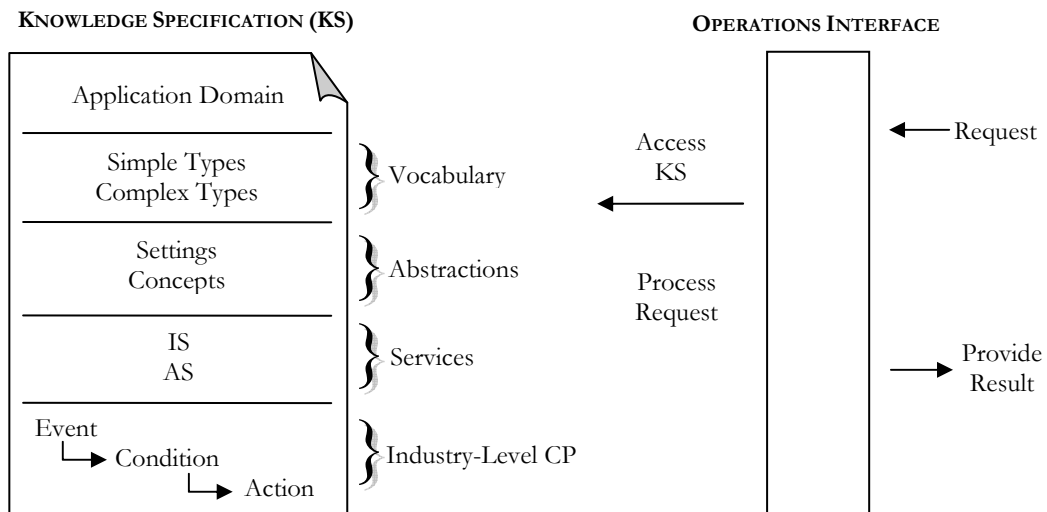 KNOWLEDGE SPECIFICATION (KS)
Application Domain
Simple Types
Complex Types
Vocabulary
Settings
Concepts
Abstractions
IS
AS
Services
Event
Condition
Action
Industry-Level CP
OPERATIONS INTERFACE
Access
KS
Process
Request
Request
Provide
Result